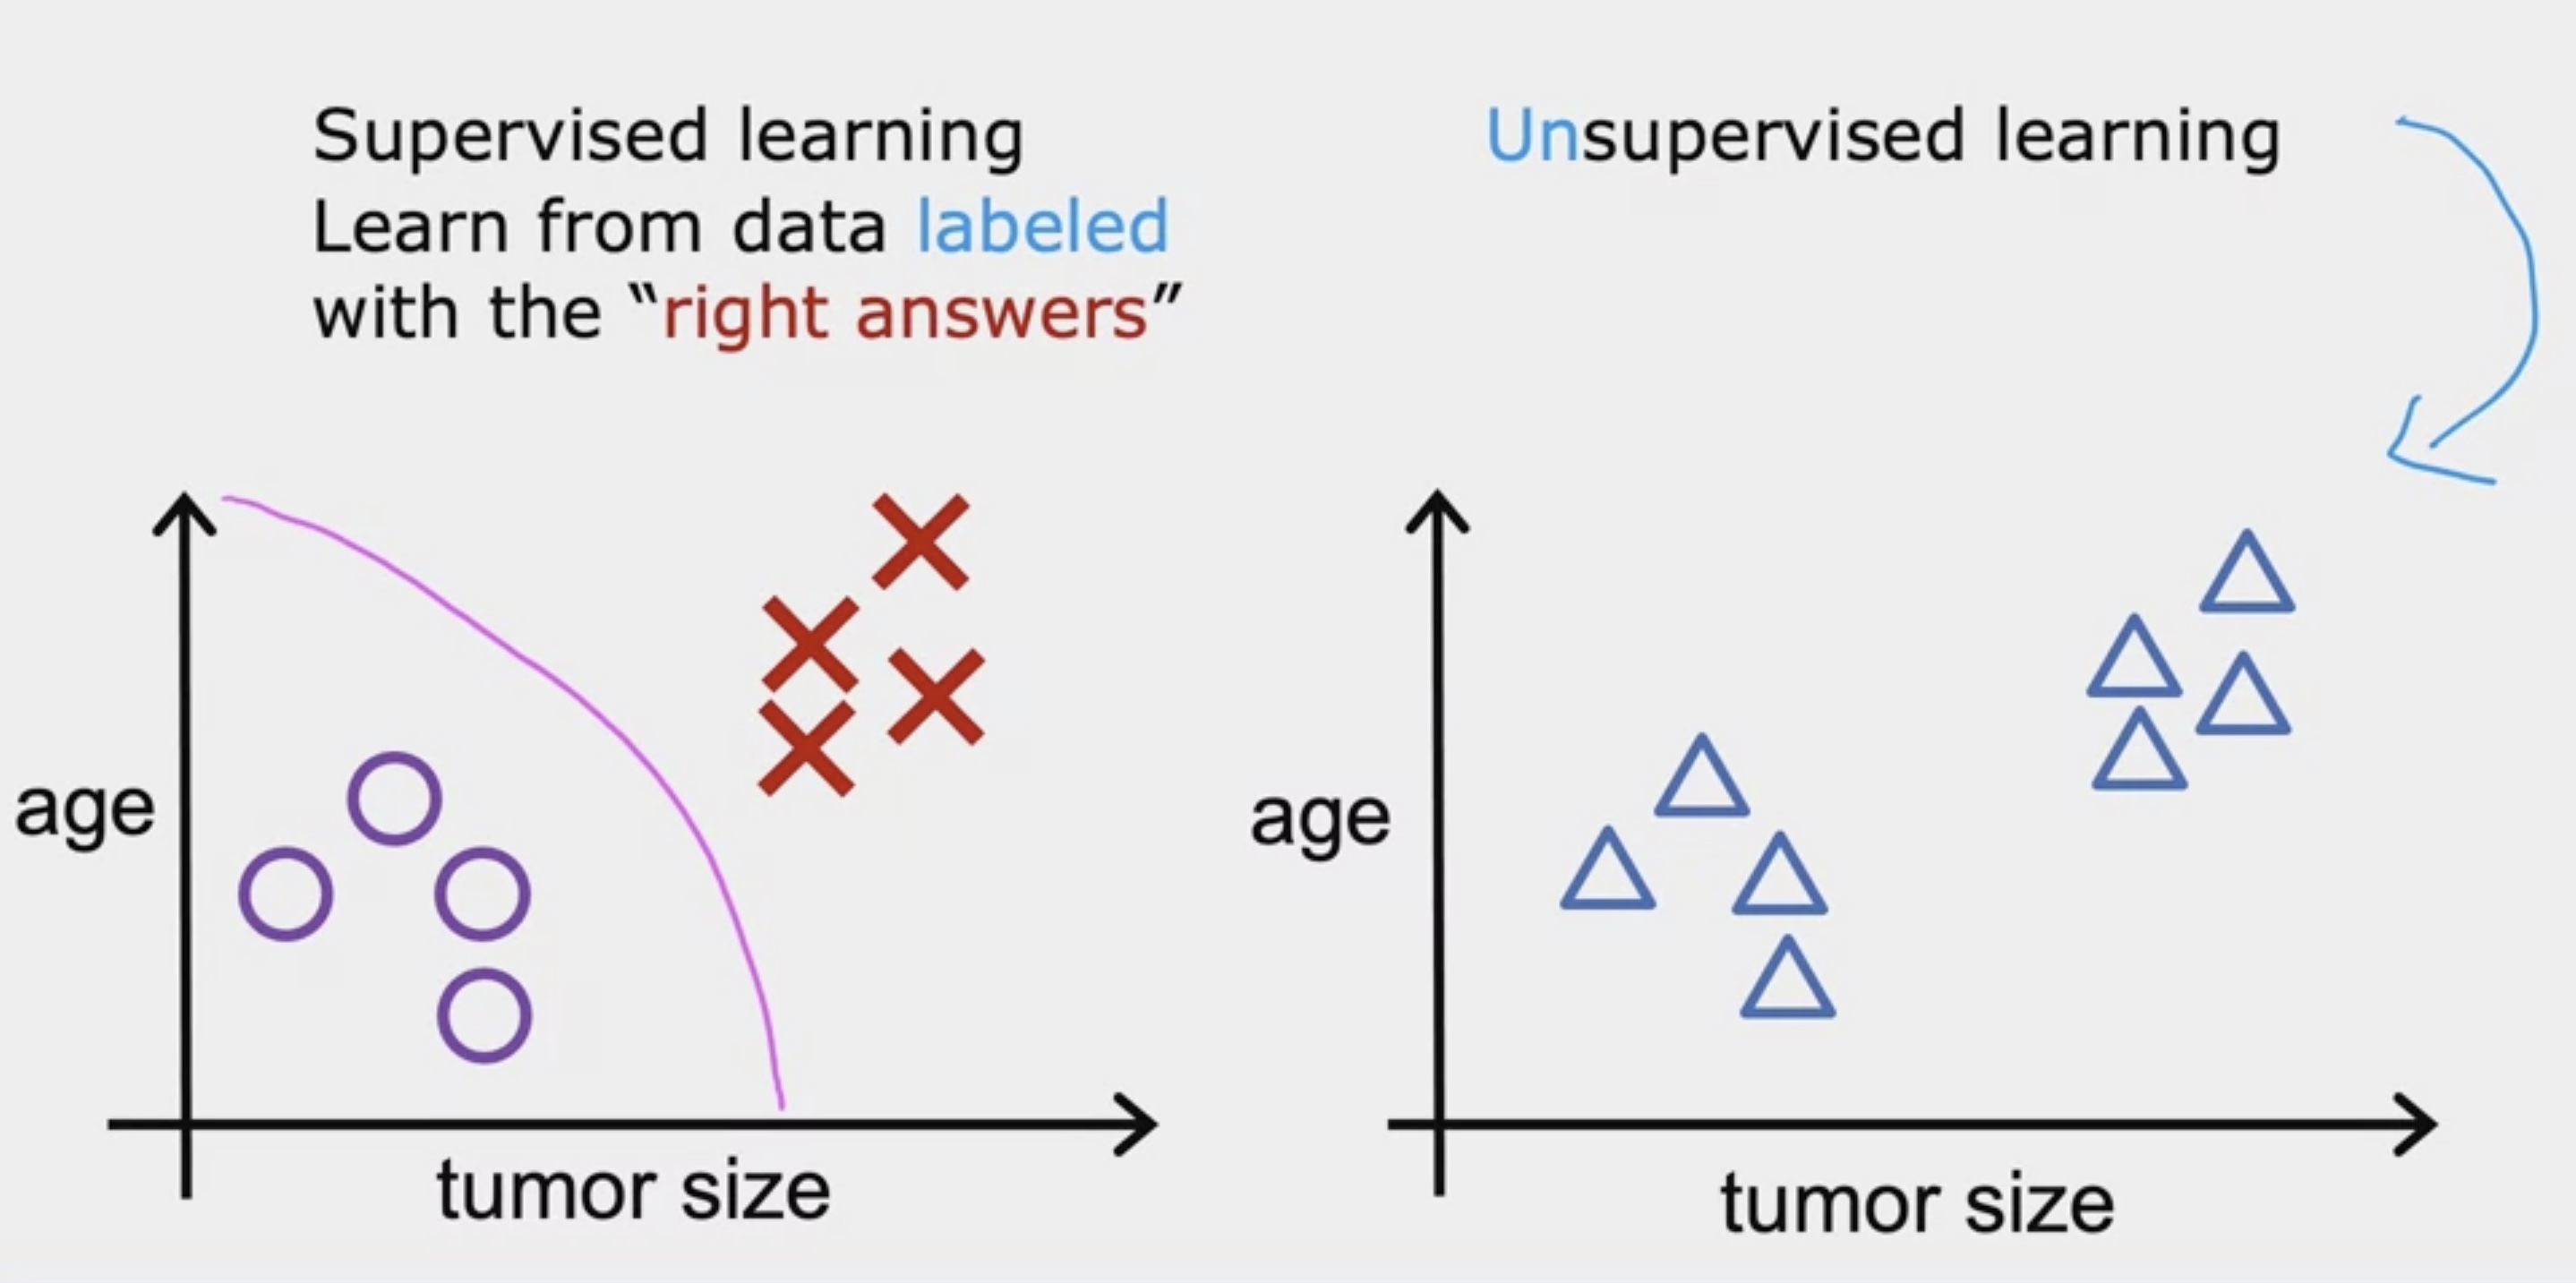 Supervised learning
Learn from data labeled
with the “right answers”
age
tumor size
Unsupervised learning
age
tumor size